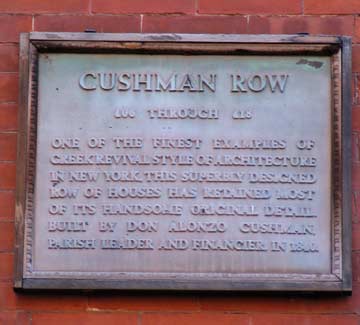 CUSHMAN ROW
406 THROUGH 418
ONE OF THE FINEST EXAMPLES OF
GREEK REVIVAL STYLE OF ARCHITECTURE
IN NEW YORK. THIS SUPERBLY DESIGNED
ROW OF HOUSES HAS RETAINED MOST
OF ITS HANDSOME ORIGINAL DETAIL.
BUILT BY DON ALONZO CUSHMAN,
PARISH LEADER AND FINANCIER, IN 1840.